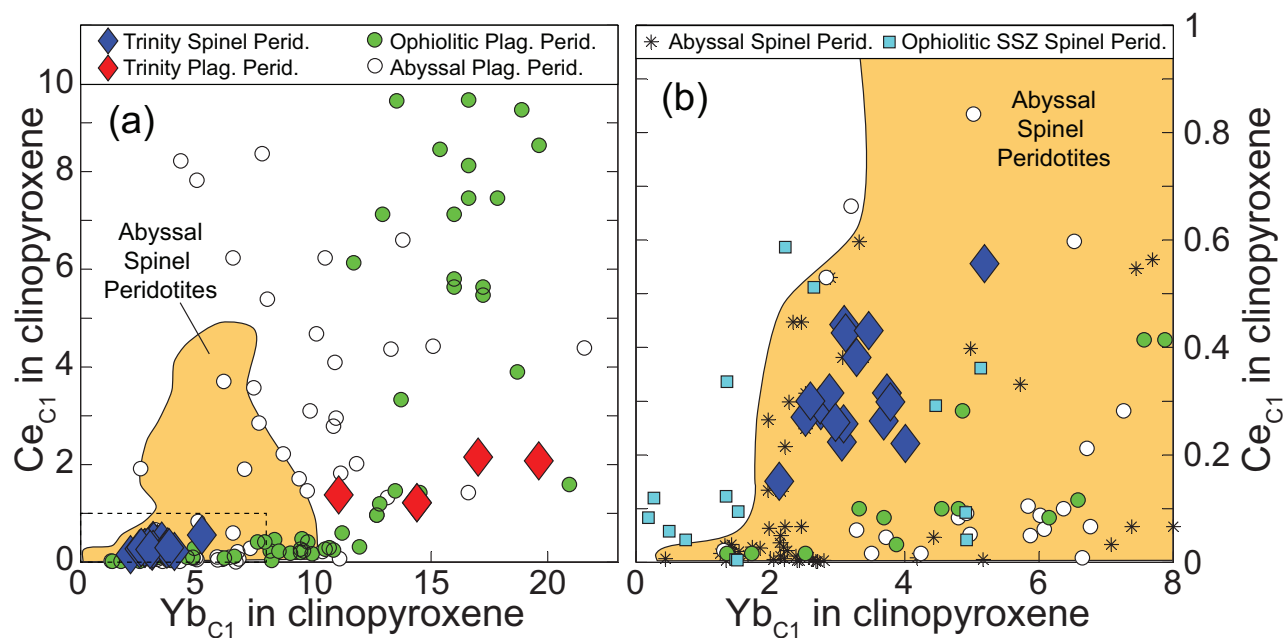 Trinity Spinel Perid.
Ophiolitic Plag. Perid.
Trinity Plag. Perid.
Abyssal Plag. Perid.
(a)
Abyssal
Spinel
Peridotites
10
8
6
4
2
0
Ce_C1 in clinopyroxene
0
5
10
15
20
Yb_C1 in clinopyroxene
Abyssal Spinel Perid.
Ophiolitic SSZ Spinel Perid.
(b)
Abyssal
Spinel
Peridotites
1
0.8
0.6
0.4
0.2
0
Ce_C1 in clinopyroxene
0
2
4
6
8
Yb_C1 in clinopyroxene